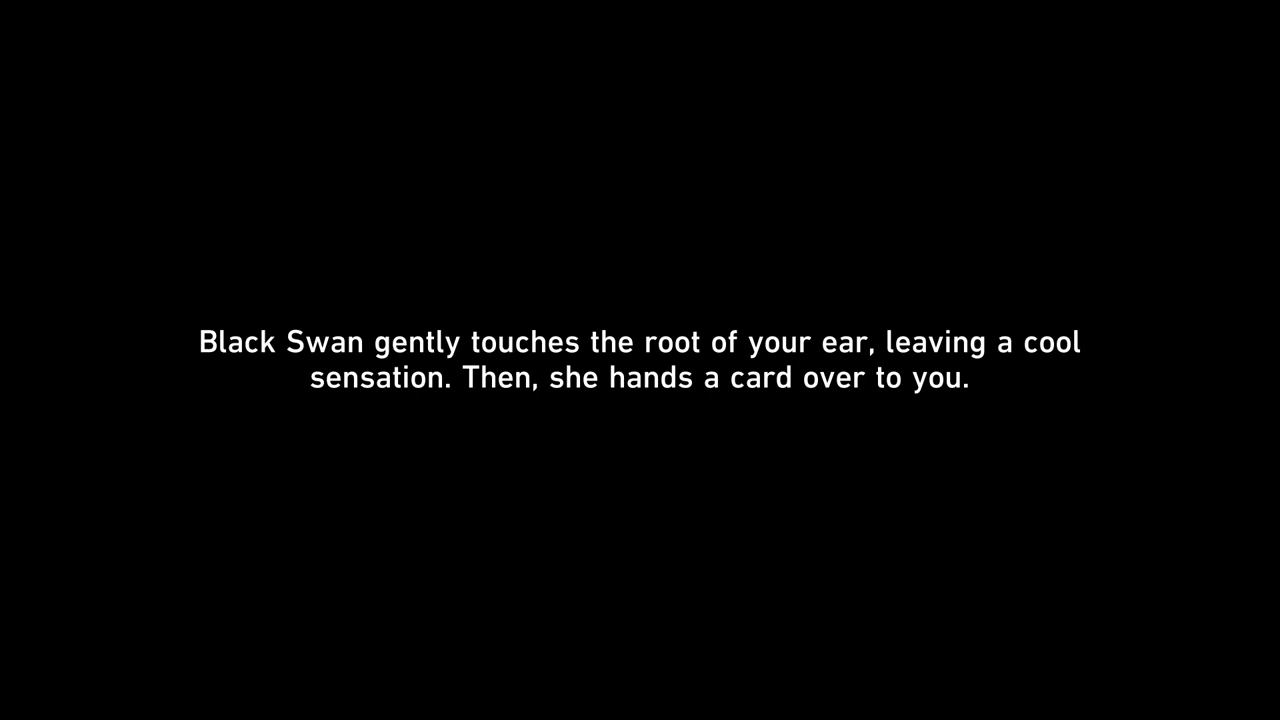 Black Swan gently touches the root of your ear, leaving a cool
sensation. Then, she hands a card over to you.